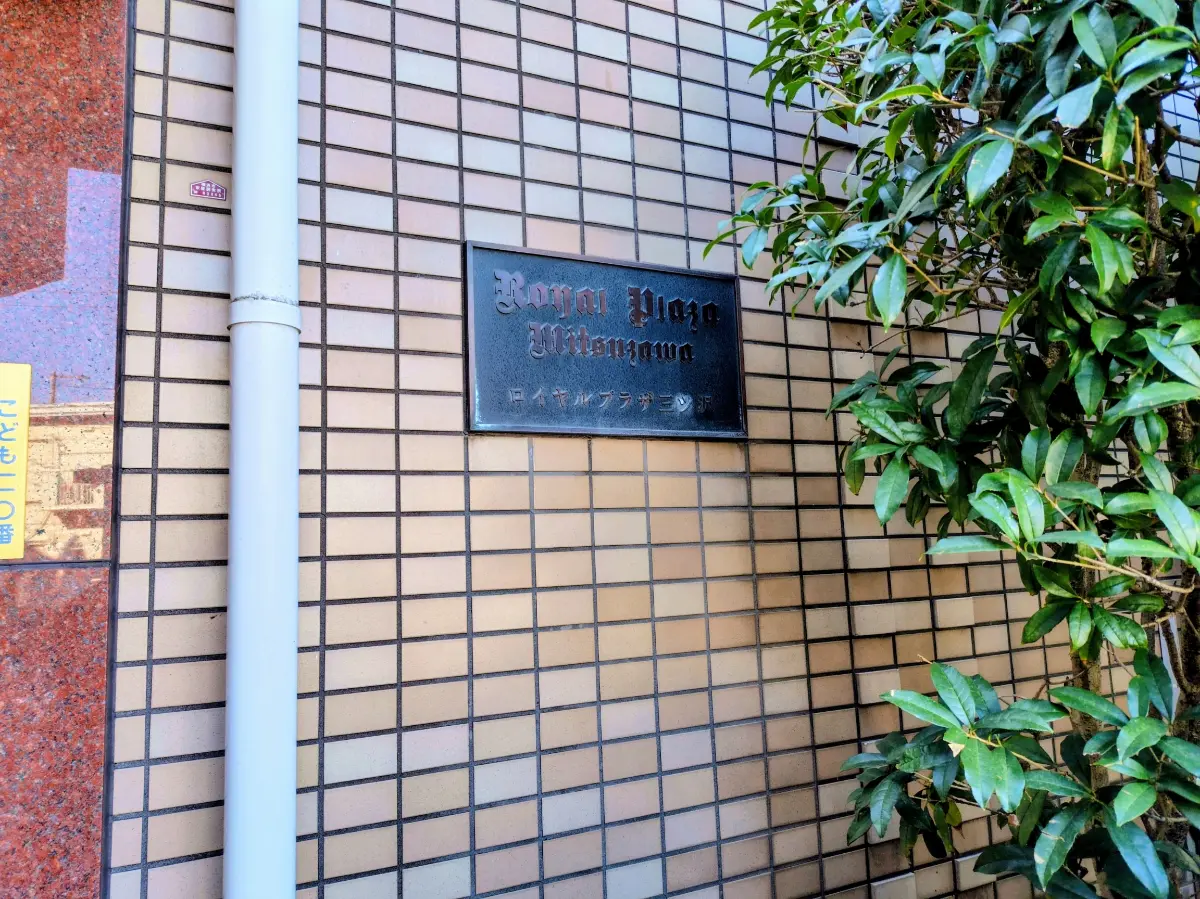 Royal Plaza
Mitsuzawa
ロイヤルプラザ三ツ沢
こども一一〇番